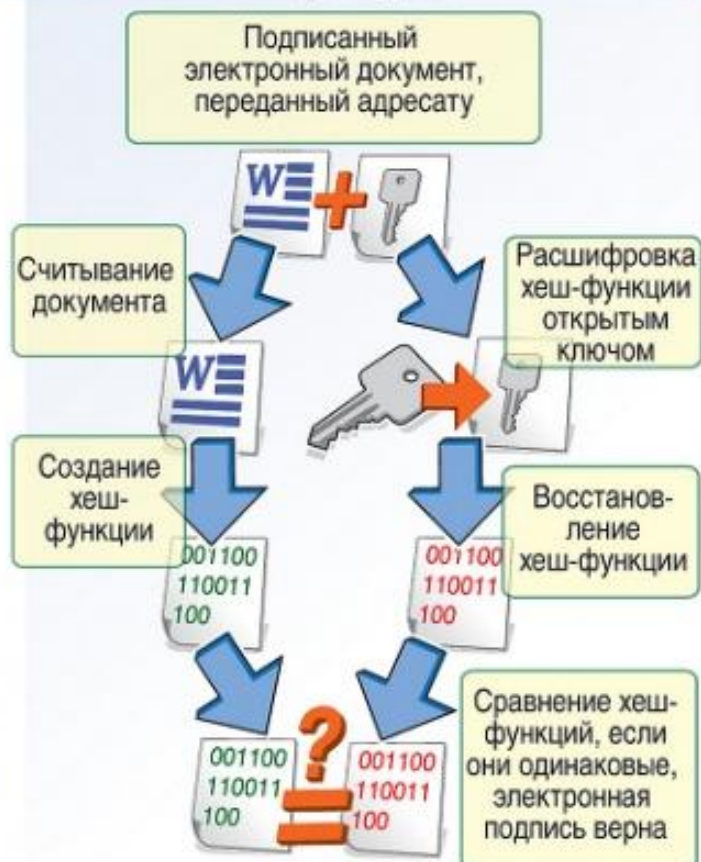 Подписанный
электронный документ,
переданный адресату
W
Считывание
документа
Расшифровка
хеш-функции
открытым
ключом
W
Создание
хеш-
функции
Восстанов-
ление
хеш-функции
001100
110011
100
001100
110011
100
Сравнение хеш-
функций, если
они одинаковые,
электронная
подпись верна
?
001100
110011
100
=
001100
110011
100